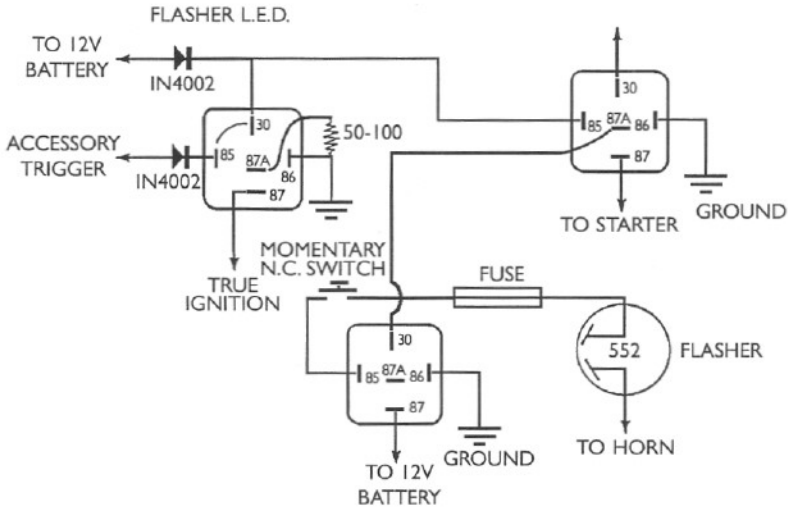 FLASHER L.E.D.
TO 12V
BATTERY
IN4002
30
85
87A
86
87
50-100
ACCESSORY
TRIGGER
IN4002
TRUE
IGNITION
30
85
87A
86
87
GROUND
TO STARTER
MOMENTARY
N.C. SWITCH
FUSE
30
85
87A
86
87
GROUND
TO 12V
BATTERY
552
FLASHER
TO HORN